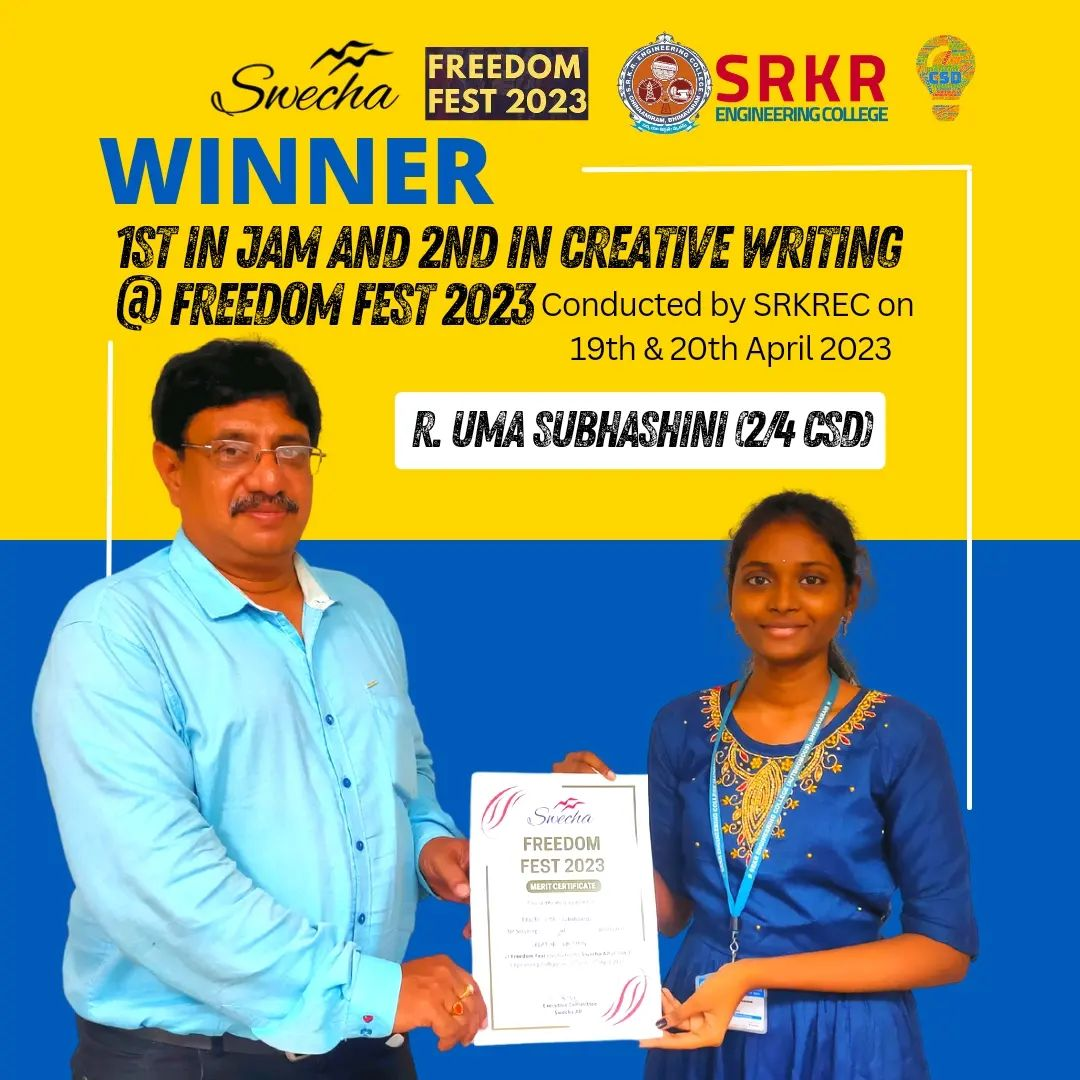 Swecha
FREEDOM
FEST 2023
SRKR
ENGINEERING COLLEGE
CSD
WINNER
1ST IN JAM AND 2ND IN CREATIVE WRITING
@ FREEDOM FEST 2023 Conducted by SRKREC on
19th & 20th April 2023
R. UMA SUBHASHINI (2/4 CSD)
Swecha
FREEDOM
FEST 2023
MERIT CERTIFICATE
Executive Committee
Swecha AP